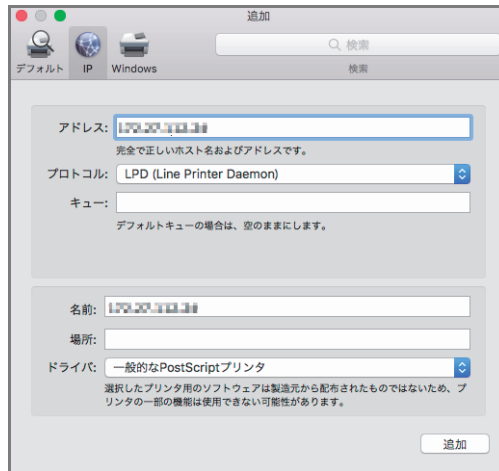 追加
検索
デフォルト IP Windows 検索
アドレス:
完全で正しいホスト名およびアドレスです。
プロトコル: LPD (Line Printer Daemon)
キュー:
デフォルトキューの場合は、空のままにします。
名前:
場所:
ドライバ: 一般的なPostScriptプリンタ
選択したプリンタ用のソフトウェアは製造元から配布されたものではないため、プ
リンタの一部の機能は使用できない可能性があります。
追加